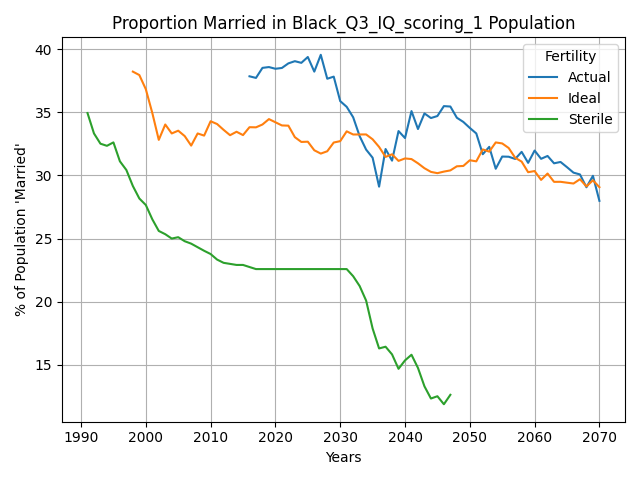 Proportion Married in Black_Q3_IQ_scoring_1 Population
% of Population 'Married'
40
35
30
25
20
15
Fertility
Actual
Ideal
Sterile
1990 2000 2010 2020 2030 2040 2050 2060 2070
Years